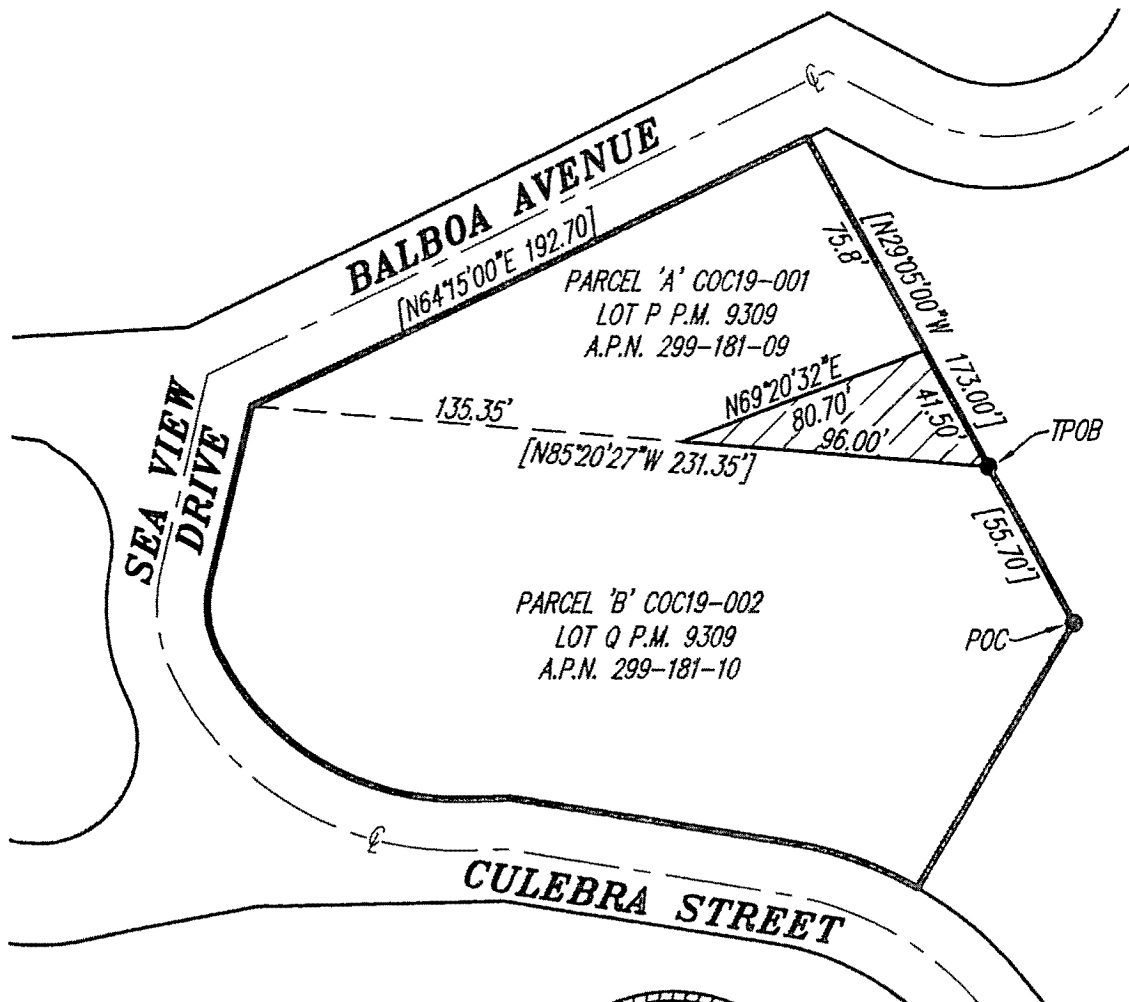 ℄
BALBOA AVENUE
[N64°15'00"E 192.70]
PARCEL 'A' COC19-001
LOT P P.M. 9309
A.P.N. 299-181-09
75.8'
[N29°05'00"W 173.00']
N69°20'32"E
80.70'
96.00'
41.50'
TPOB
135.35'
[N85°20'27"W 231.35']
[55.70']
SEA VIEW
DRIVE
PARCEL 'B' COC19-002
LOT Q P.M. 9309
A.P.N. 299-181-10
POC
℄
CULEBRA STREET